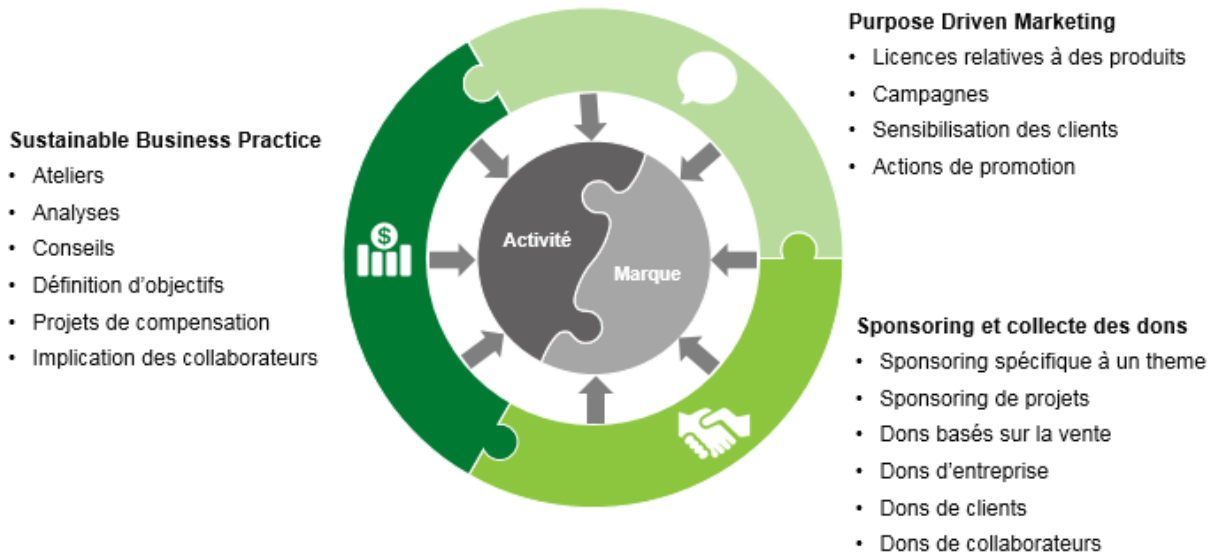 Sustainable Business Practice
• Ateliers
• Analyses
• Conseils
• Définition d'objectifs
• Projets de compensation
• Implication des collaborateurs
$
Activité
Marque
Purpose Driven Marketing
• Licences relatives à des produits
• Campagnes
• Sensibilisation des clients
• Actions de promotion
Sponsoring et collecte des dons
• Sponsoring spécifique à un theme
• Sponsoring de projets
• Dons basés sur la vente
• Dons d'entreprise
• Dons de clients
• Dons de collaborateurs